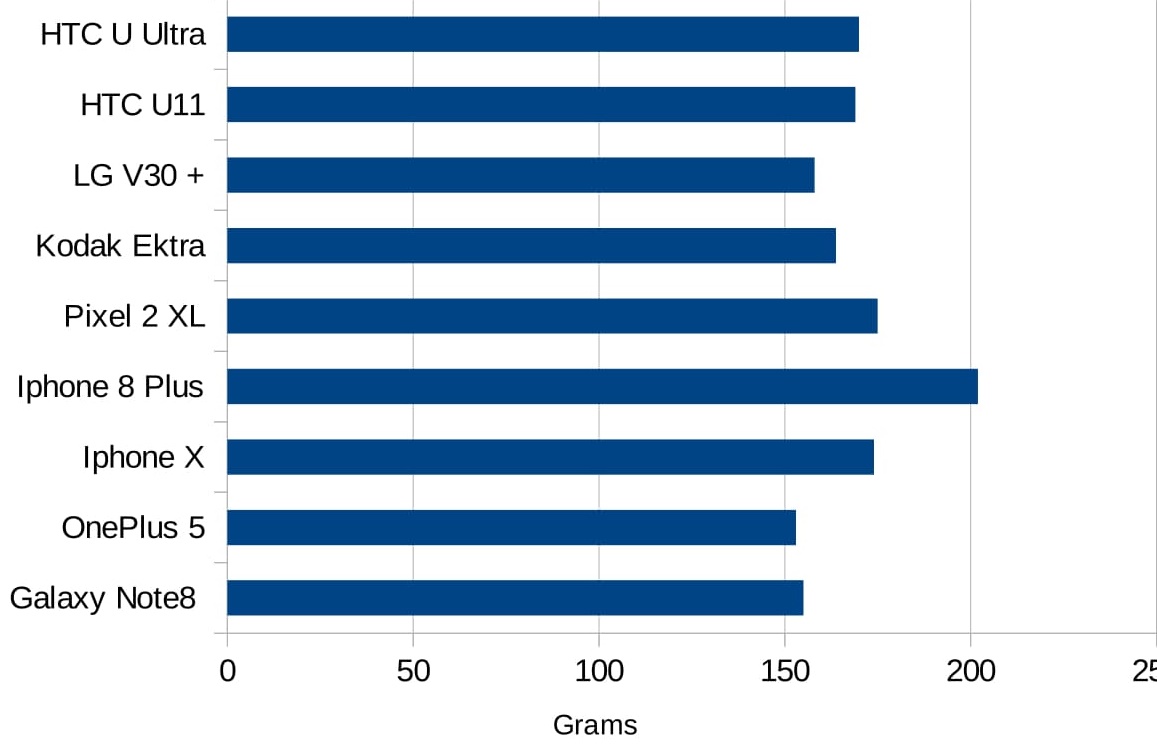 HTC U Ultra
HTC U11
LG V30 +
Kodak Ektra
Pixel 2 XL
Iphone 8 Plus
Iphone X
OnePlus 5
Galaxy Note8
0 50 100 150 200 25
Grams